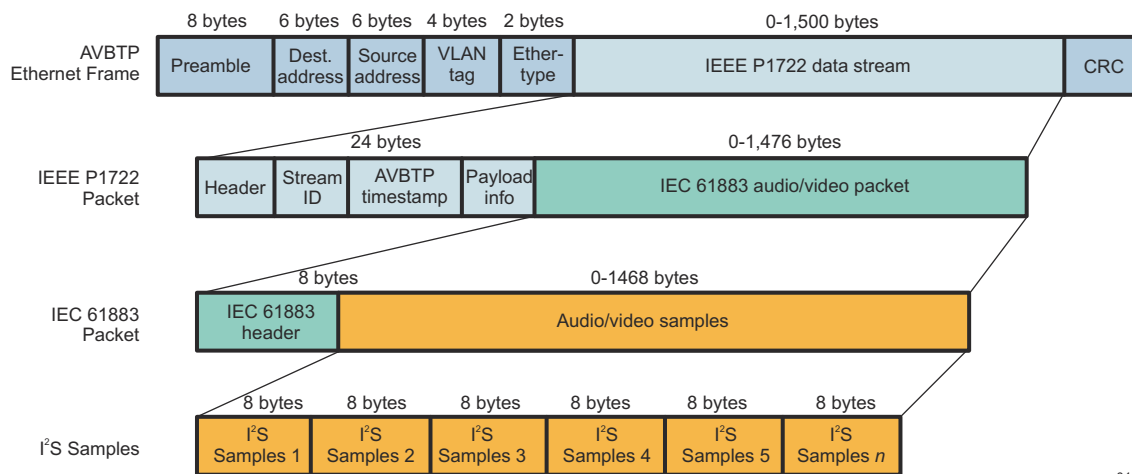 8 bytes 6 bytes 6 bytes 4 bytes 2 bytes 0-1,500 bytes
AVBTP
Ethernet Frame
Preamble
Dest.
address
Source
address
VLAN
tag
Ether-
type
IEEE P1722 data stream
CRC
24 bytes 0-1,476 bytes
IEEE P1722
Packet
Header
Stream
ID
AVBTP
timestamp
Payload
info
IEC 61883 audio/video packet
8 bytes 0-1468 bytes
IEC 61883
Packet
IEC 61883
header
Audio/video samples
8 bytes 8 bytes 8 bytes 8 bytes 8 bytes 8 bytes
I²S Samples
I²S
Samples 1
I²S
Samples 2
I²S
Samples 3
I²S
Samples 4
I²S
Samples 5
I²S
Samples n